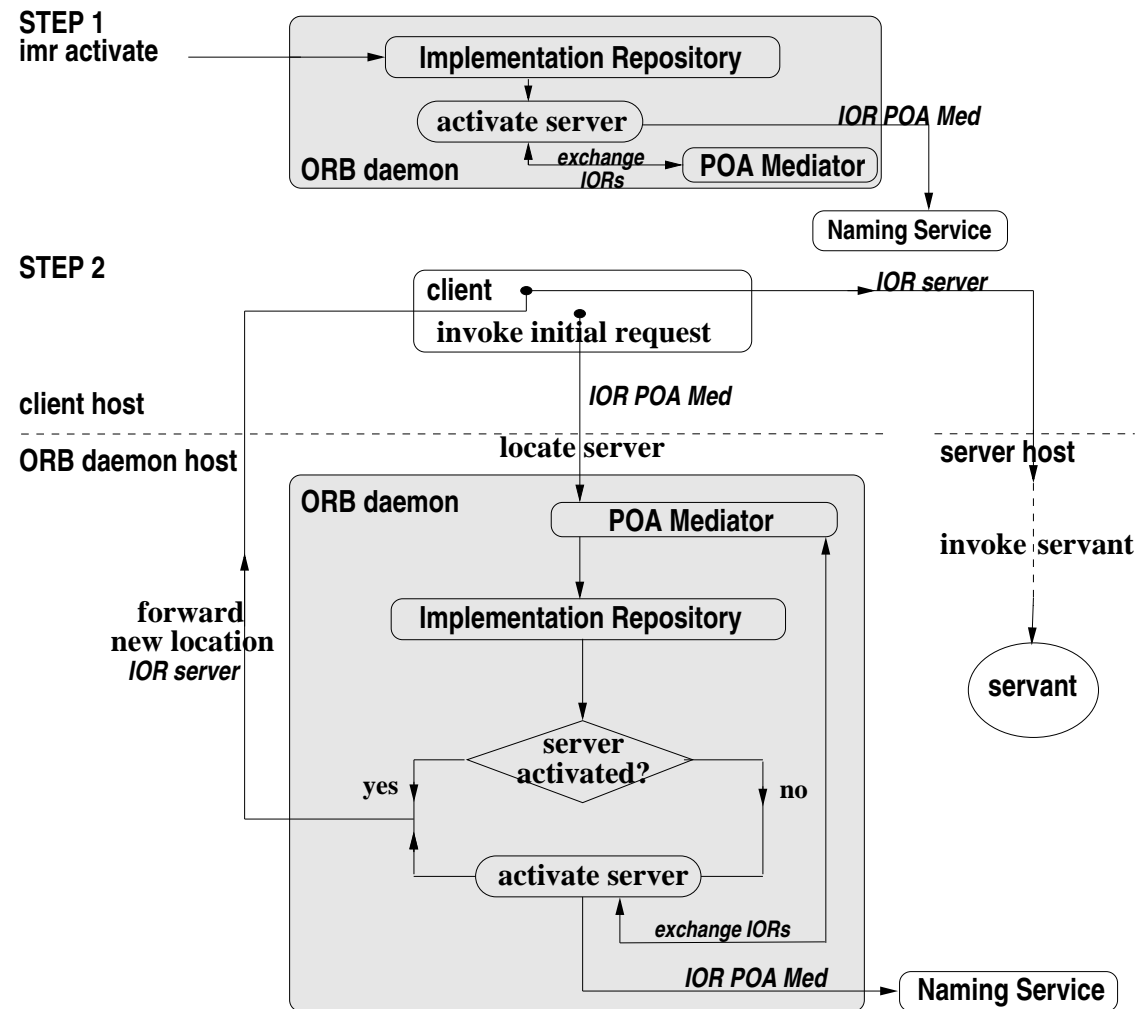 STEP 1
imr activate
Implementation Repository
activate server
IOR POA Med
exchange
IORs
POA Mediator
ORB daemon
Naming Service
STEP 2
client
IOR server
invoke initial request
IOR POA Med
client host
locate server
ORB daemon host
server host
ORB daemon
POA Mediator
invoke servant
forward
new location
IOR server
Implementation Repository
servant
server
activated?
yes
no
activate server
exchange IORs
IOR POA Med
Naming Service